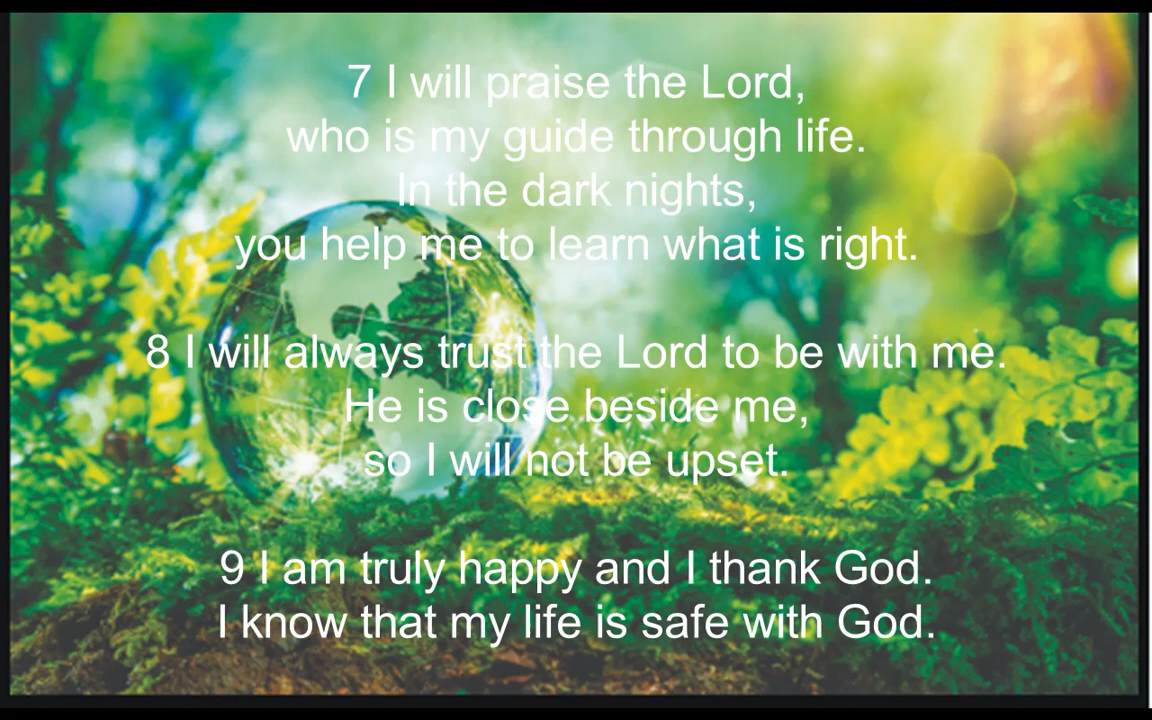 7 I will praise the Lord,
who is my guide through life.
In the dark nights,
you help me to learn what is right.
8 I will always trust the Lord to be with me.
He is close beside me,
so I will not be upset.
9 I am truly happy and I thank God.
I know that my life is safe with God.